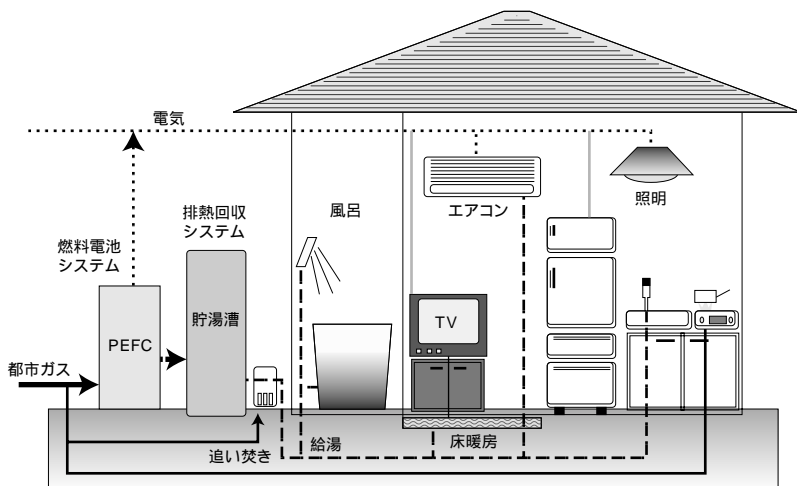 電気
排熱回収
システム
風呂
エアコン
照明
燃料電池
システム
貯湯漕
PEFC
TV
都市ガス
追い焚き
給湯
床暖房